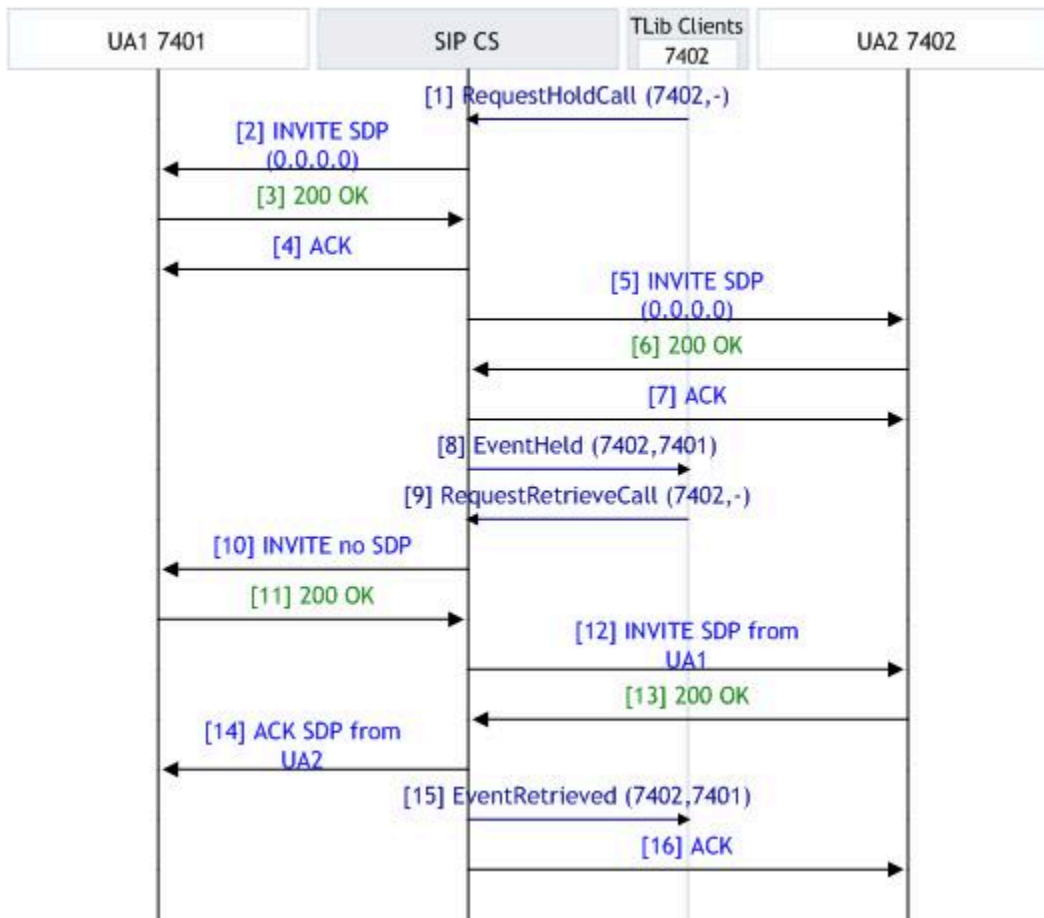 UA1 7401
SIP CS
TLib Clients
7402
UA2 7402
[1] RequestHoldCall (7402,-)
[2] INVITE SDP
(0.0.0.0)
[3] 200 OK
[4] ACK
[5] INVITE SDP
(0.0.0.0)
[6] 200 OK
[7] ACK
[8] EventHeld (7402,7401)
[9] RequestRetrieveCall (7402,-)
[10] INVITE no SDP
[11] 200 OK
[12] INVITE SDP from
UA1
[13] 200 OK
[14] ACK SDP from
UA2
[15] EventRetrieved (7402,7401)
[16] ACK